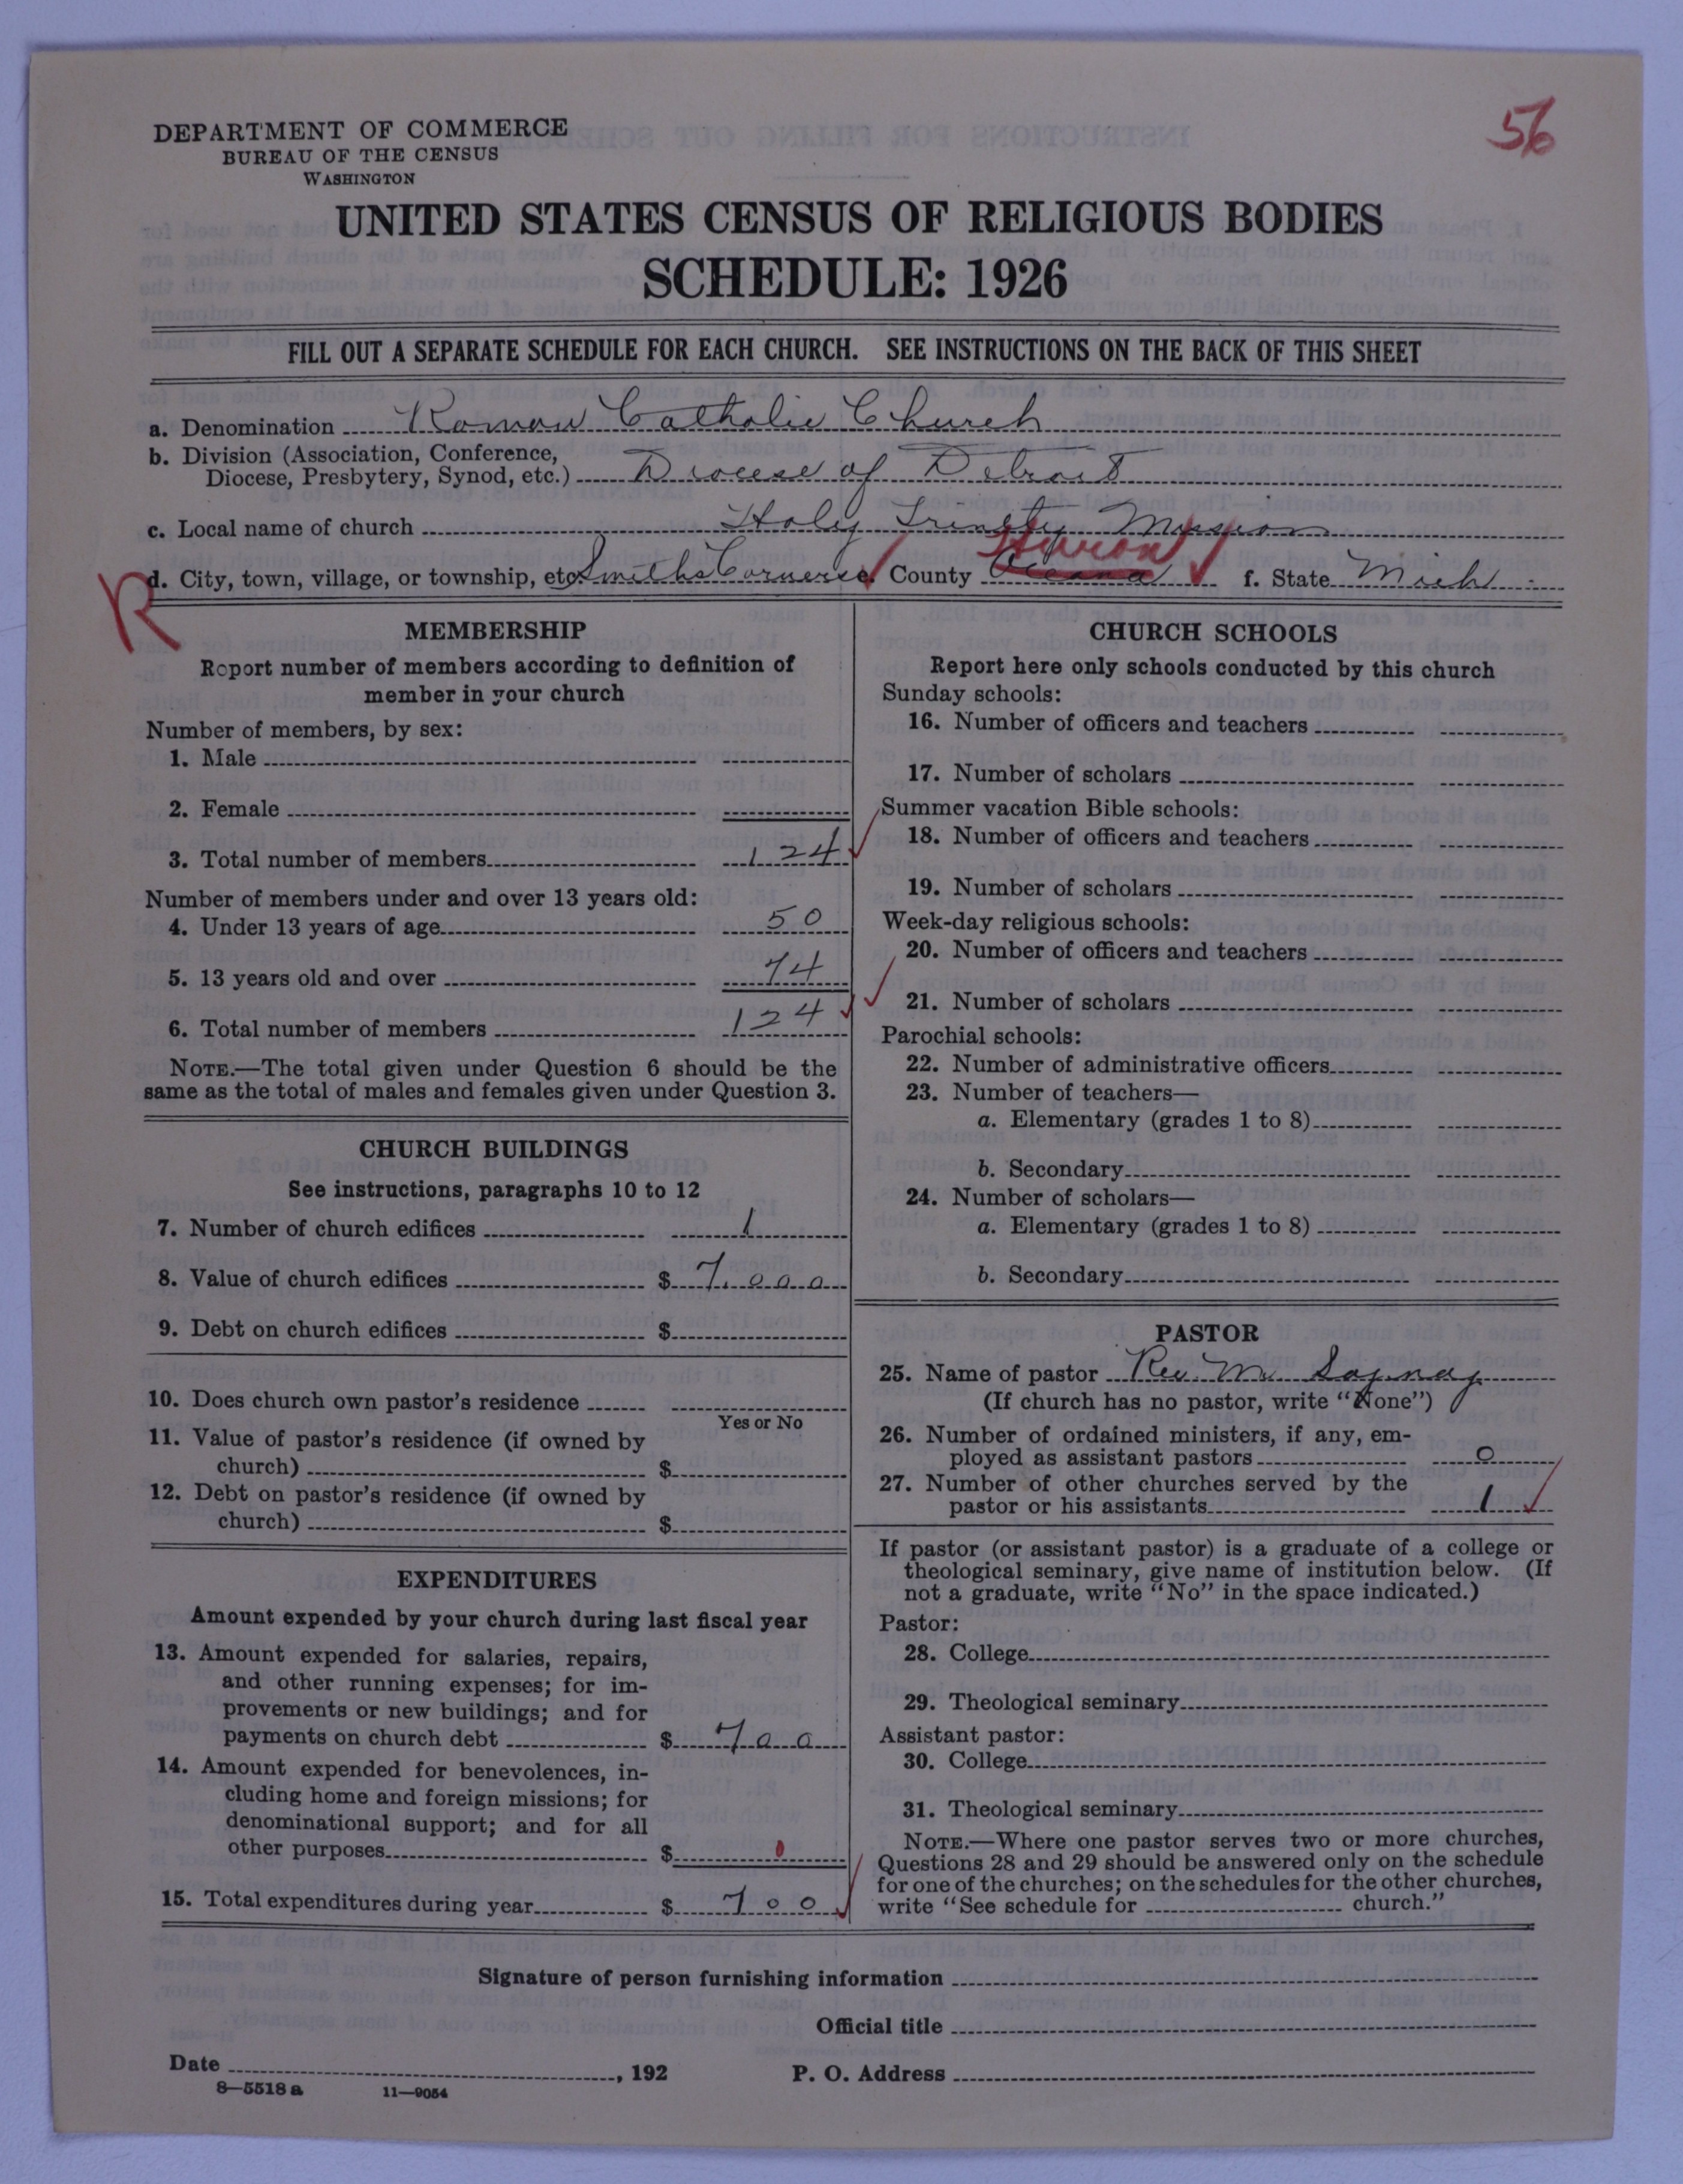 56
DEPARTMENT OF COMMERCE
BUREAU OF THE CENSUS
WASHINGTON
UNITED STATES CENSUS OF RELIGIOUS BODIES
SCHEDULE: 1926
FILL OUT A SEPARATE SCHEDULE FOR EACH CHURCH. SEE INSTRUCTIONS ON THE BACK OF THIS SHEET
a. Denomination Roman Catholic Church
b. Division (Association, Conference,
Diocese, Presbytery, Synod, etc.) Diocese of Detroit
c. Local name of church Holy Trinity Mission
Huron
R d. City, town, village, or township, etc. Smiths Corners e. County Oceana f. State Mich
MEMBERSHIP
Report number of members according to definition of
member in your church
Number of members, by sex:
1. Male
2. Female
3. Total number of members 124
Number of members under and over 13 years old:
4. Under 13 years of age 50
5. 13 years old and over 74
6. Total number of members 124
NOTE.—The total given under Question 6 should be the
same as the total of males and females given under Question 3.
CHURCH BUILDINGS
See instructions, paragraphs 10 to 12
7. Number of church edifices 1
8. Value of church edifices $ 7.000
9. Debt on church edifices $
10. Does church own pastor's residence
Yes or No
11. Value of pastor's residence (if owned by
church) $
12. Debt on pastor's residence (if owned by
church) $
EXPENDITURES
Amount expended by your church during last fiscal year
13. Amount expended for salaries, repairs,
and other running expenses; for im-
provements or new buildings; and for
payments on church debt $ 700
14. Amount expended for benevolences, in-
cluding home and foreign missions; for
denominational support; and for all
other purposes $ 0
15. Total expenditures during year $ 700
CHURCH SCHOOLS
Report here only schools conducted by this church
Sunday schools:
16. Number of officers and teachers
17. Number of scholars
Summer vacation Bible schools:
18. Number of officers and teachers
19. Number of scholars
Week-day religious schools:
20. Number of officers and teachers
21. Number of scholars
Parochial schools:
22. Number of administrative officers
23. Number of teachers—
a. Elementary (grades 1 to 8)
b. Secondary
24. Number of scholars—
a. Elementary (grades 1 to 8)
b. Secondary
PASTOR
25. Name of pastor Rev. M.
(If church has no pastor, write "None")
26. Number of ordained ministers, if any, em-
ployed as assistant pastors 0
27. Number of other churches served by the
pastor or his assistants 1
If pastor (or assistant pastor) is a graduate of a college or
theological seminary, give name of institution below. (If
not a graduate, write "No" in the space indicated.)
Pastor:
28. College
29. Theological seminary
Assistant pastor:
30. College
31. Theological seminary
NOTE.—Where one pastor serves two or more churches,
Questions 28 and 29 should be answered only on the schedule
for one of the churches; on the schedules for the other churches,
write "See schedule for church."
Signature of person furnishing information
Official title
Date , 192 P. O. Address
8—5518 a 11—9054